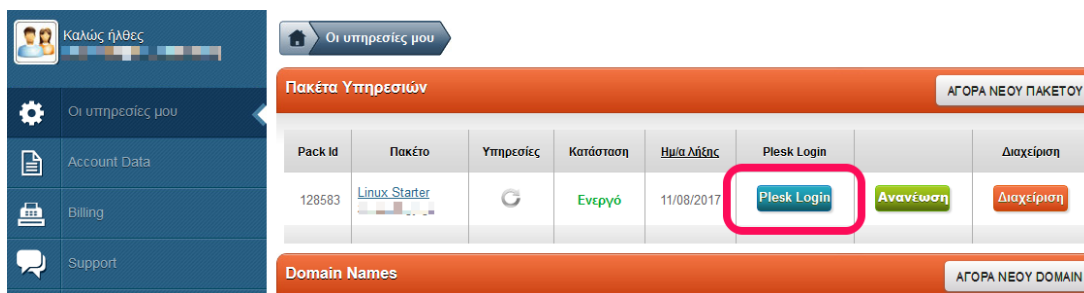 Καλώς ήλθες
Οι υπηρεσίες μου
Account Data
Billing
Support
Οι υπηρεσίες μου
Πακέτα Υπηρεσιών
ΑΓΟΡΑ ΝΕΟΥ ΠΑΚΕΤΟΥ
Pack Id Πακέτο Υπηρεσίες Κατάσταση Ημ/α Λήξης Plesk Login Διαχείριση
128583 Linux Starter Ενεργό 11/08/2017 Plesk Login Ανανέωση Διαχείριση
Domain Names
ΑΓΟΡΑ ΝΕΟΥ DOMAIN